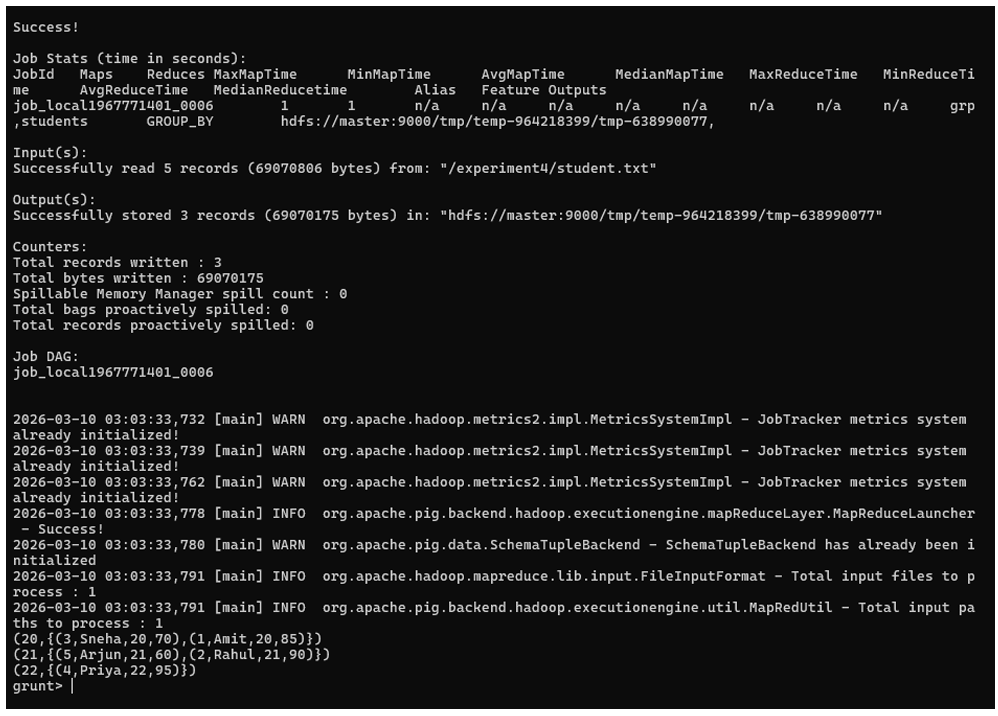 Success!
Job Stats (time in seconds):
JobId   Maps    Reduces MaxMapTime      MinMapTime      AvgMapTime      MedianMapTime   MaxReduceTime   MinReduceTi
me      AvgReduceTime   MedianReducetime        Alias   Feature Outputs
job_local1967771401_0006        1       1       n/a     n/a     n/a     n/a     n/a     n/a     n/a     n/a     grp
,students       GROUP_BY        hdfs://master:9000/tmp/temp-964218399/tmp-638990077,
Input(s):
Successfully read 5 records (69070806 bytes) from: "/experiment4/student.txt"
Output(s):
Successfully stored 3 records (69070175 bytes) in: "hdfs://master:9000/tmp/temp-964218399/tmp-638990077"
Counters:
Total records written : 3
Total bytes written : 69070175
Spillable Memory Manager spill count : 0
Total bags proactively spilled: 0
Total records proactively spilled: 0
Job DAG:
job_local1967771401_0006
2026-03-10 03:03:33,732 [main] WARN  org.apache.hadoop.metrics2.impl.MetricsSystemImpl - JobTracker metrics system
already initialized!
2026-03-10 03:03:33,739 [main] WARN  org.apache.hadoop.metrics2.impl.MetricsSystemImpl - JobTracker metrics system
already initialized!
2026-03-10 03:03:33,762 [main] WARN  org.apache.hadoop.metrics2.impl.MetricsSystemImpl - JobTracker metrics system
already initialized!
2026-03-10 03:03:33,778 [main] INFO  org.apache.pig.backend.hadoop.executionengine.mapReduceLayer.MapReduceLauncher
 - Success!
2026-03-10 03:03:33,780 [main] WARN  org.apache.pig.data.SchemaTupleBackend - SchemaTupleBackend has already been i
nitialized
2026-03-10 03:03:33,791 [main] INFO  org.apache.hadoop.mapreduce.lib.input.FileInputFormat - Total input files to p
rocess : 1
2026-03-10 03:03:33,791 [main] INFO  org.apache.pig.backend.hadoop.executionengine.util.MapRedUtil - Total input pa
ths to process : 1
(20,{(3,Sneha,20,70),(1,Amit,20,85)})
(21,{(5,Arjun,21,60),(2,Rahul,21,90)})
(22,{(4,Priya,22,95)})
grunt>